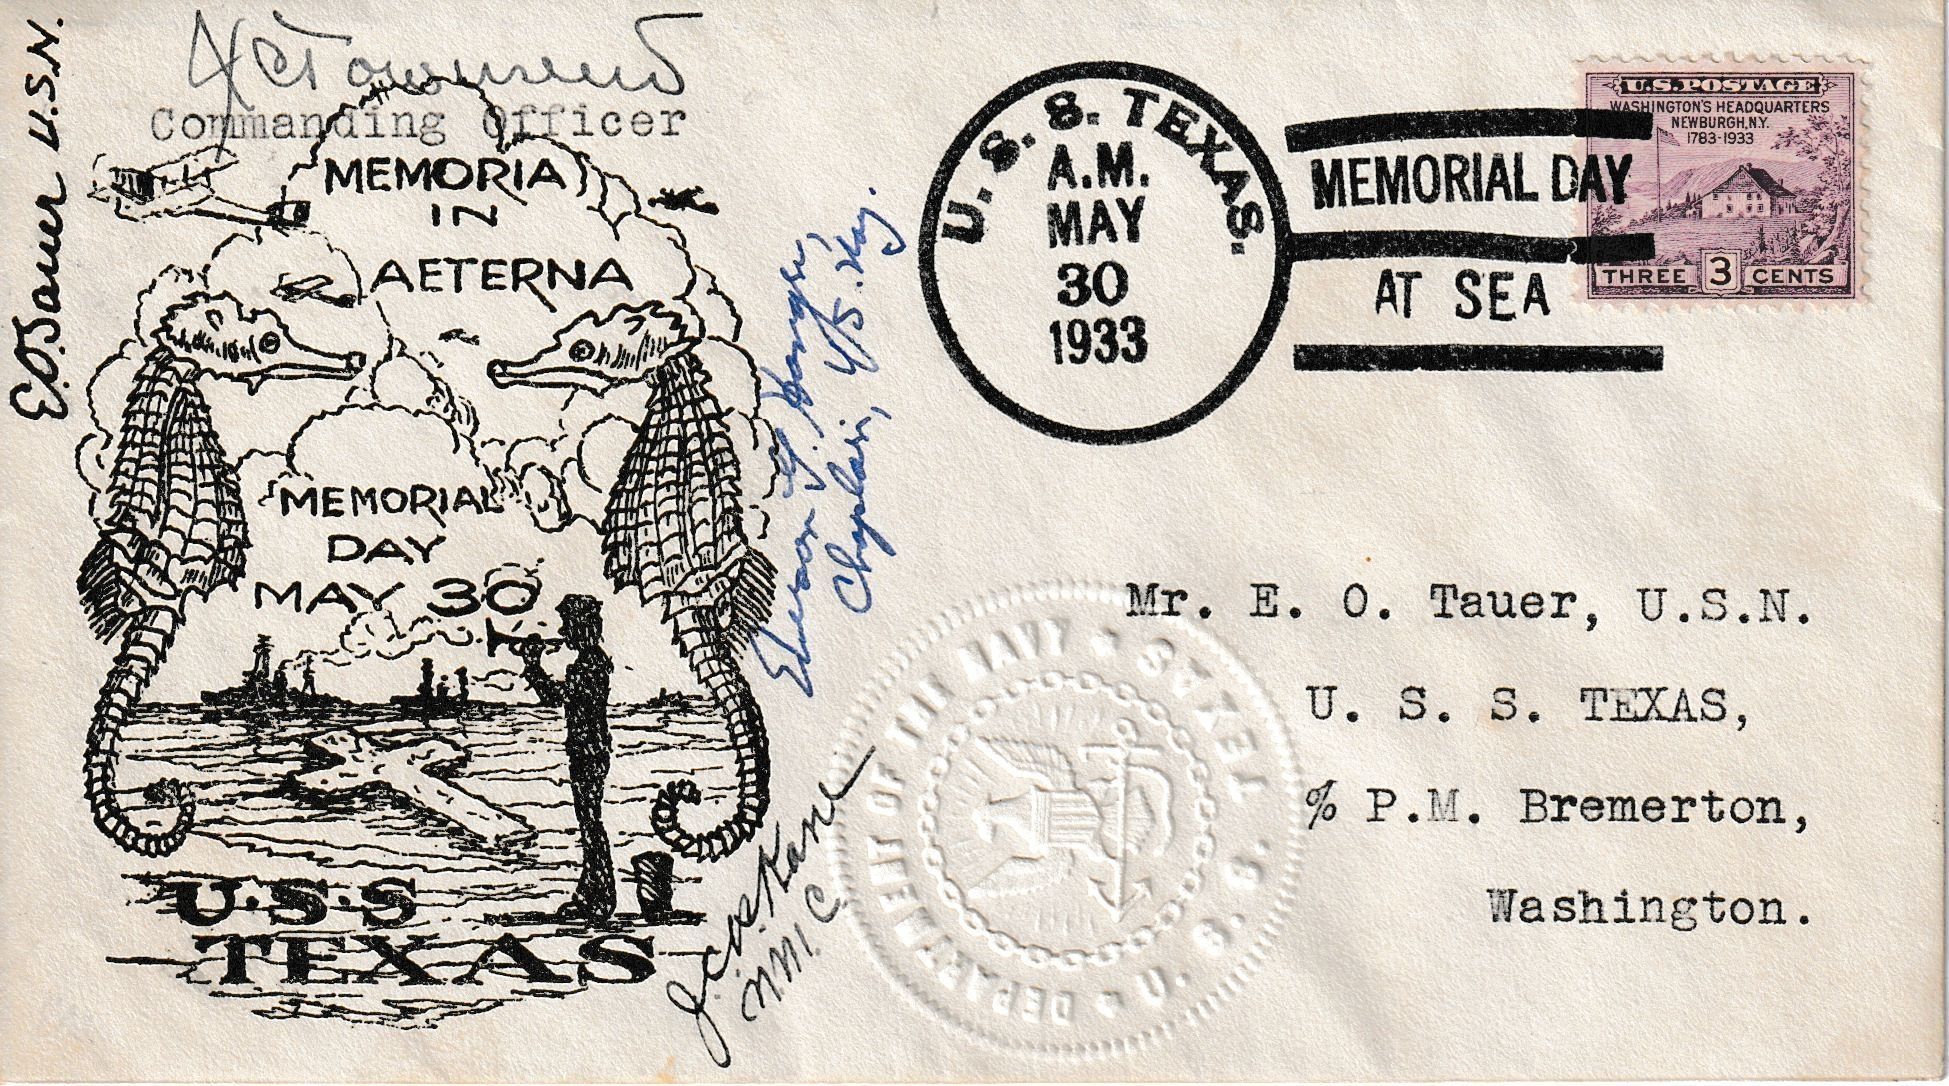 E.O. Tauer U.S.N.
Townsend
Commanding Officer
MEMORIA
IN
AETERNA
MEMORIAL
DAY
MAY 30
U.S.S
TEXAS
Chaplain, U.S. Navy.
U. S. S. TEXAS.
A.M.
MAY
30
1933
MEMORIAL DAY
AT SEA
U.S. POSTAGE
WASHINGTON'S HEADQUARTERS
NEWBURGH, N.Y.
1783-1933
THREE 3 CENTS
DEPARTMENT OF THE NAVY
U. S. S. TEXAS
Mr. E. O. Tauer, U.S.N.
U. S. S. TEXAS,
% P.M. Bremerton,
Washington.